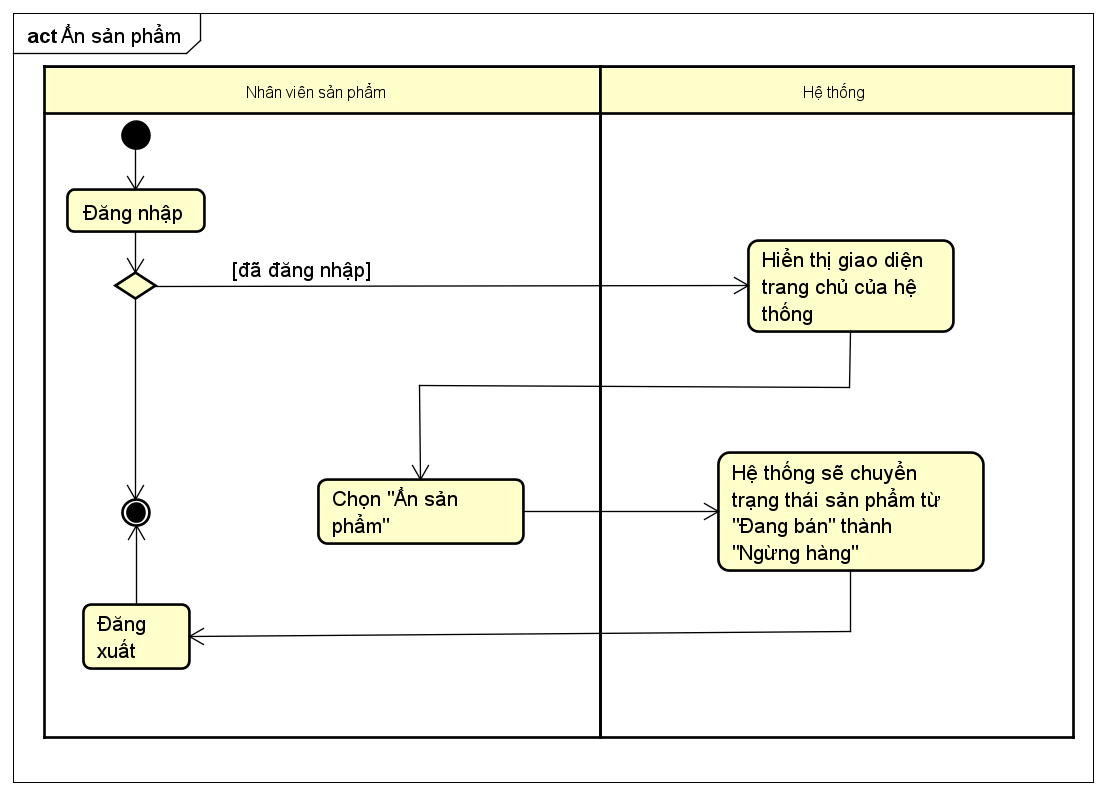 act Ẩn sản phẩm
Nhân viên sản phẩm
Hệ thống
Đăng nhập
[đã đăng nhập]
Hiển thị giao diện
trang chủ của hệ
thống
Chọn "Ẩn sản
phẩm"
Hệ thống sẽ chuyển
trạng thái sản phẩm từ
"Đang bán" thành
"Ngừng hàng"
Đăng
xuất